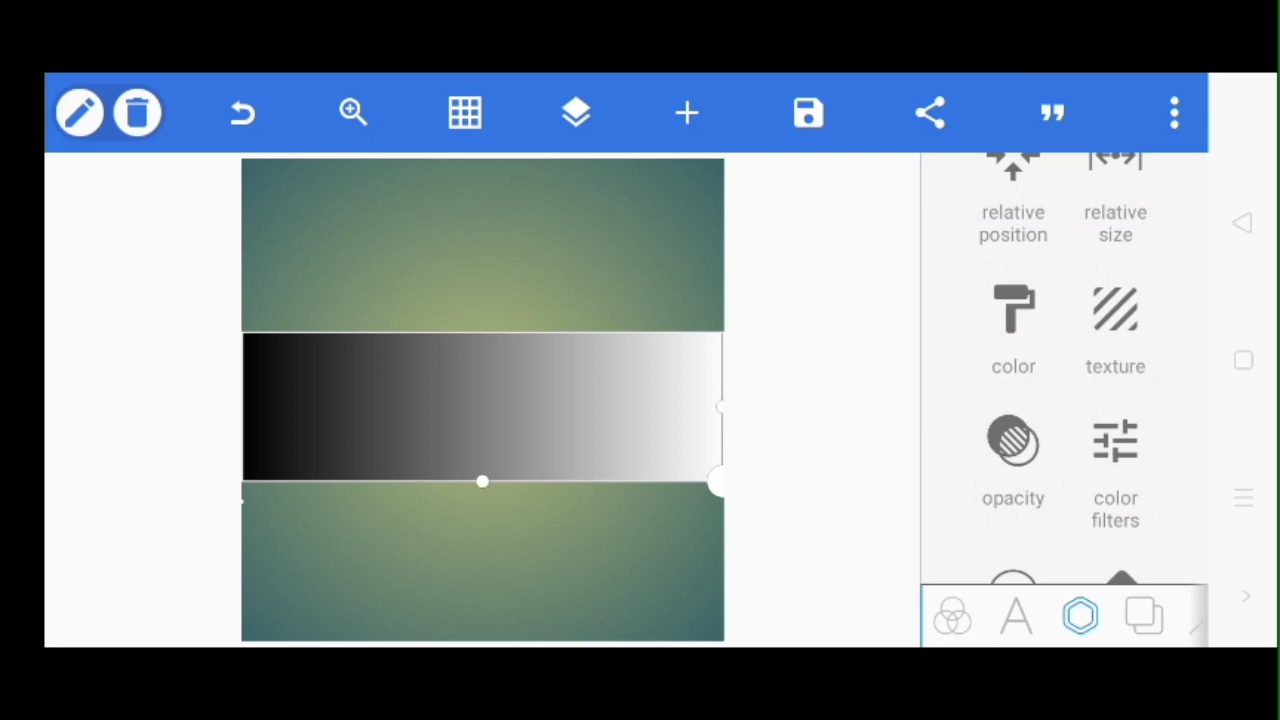 relative
position
relative
size
color
texture
opacity
color
filters